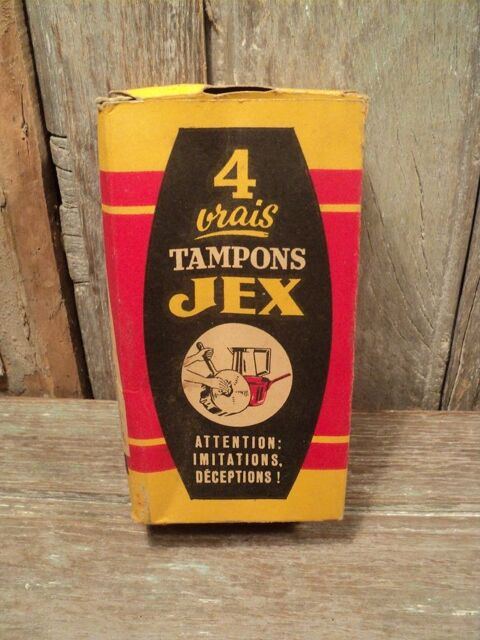 4
vrais
TAMPONS
JEX
ATTENTION:
IMITATIONS,
DÉCEPTIONS !